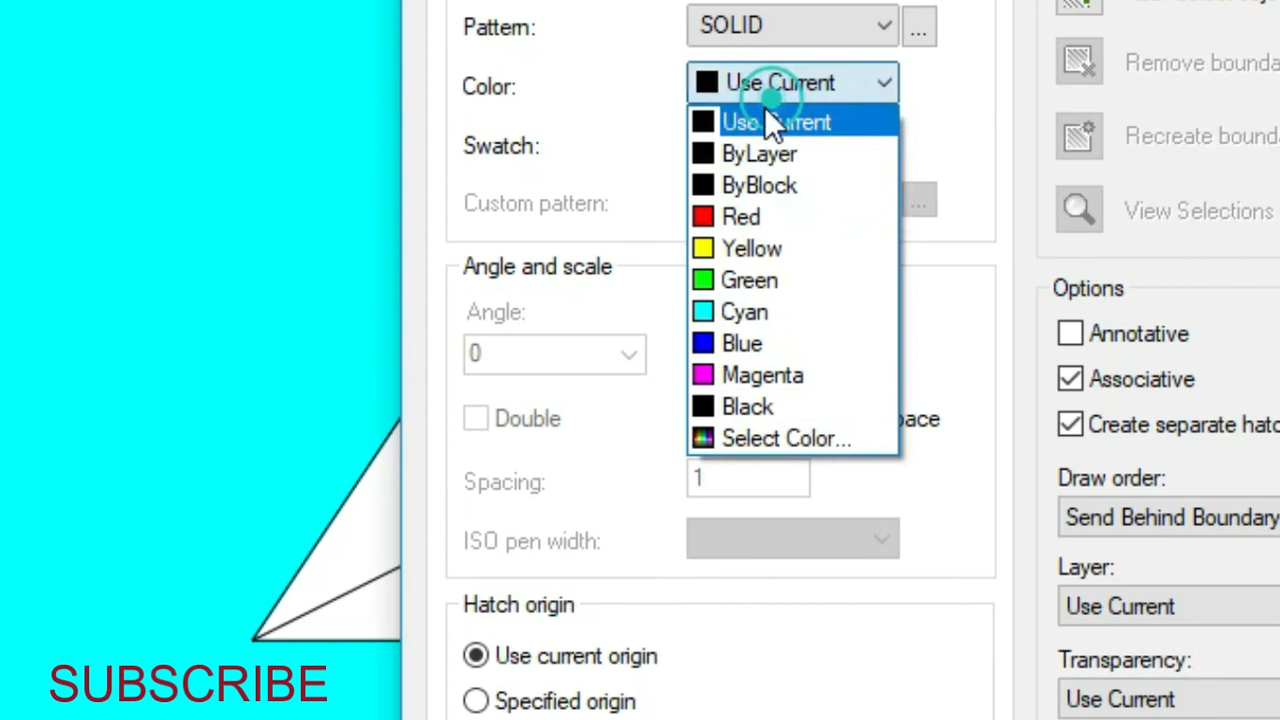 Pattern:
SOLID
...
Color:
Use Current
Use Current
ByLayer
ByBlock
Red
Yellow
Green
Cyan
Blue
Magenta
Black
Select Color...
Swatch:
Custom pattern:
...
Angle and scale
Angle:
0
Double
Spacing:
1
ISO pen width:
Hatch origin
Use current origin
Specified origin
Remove bounda
Recreate bounda
View Selections
Options
Annotative
Associative
Create separate hatc
Draw order:
Send Behind Boundary
Layer:
Use Current
Transparency:
Use Current
SUBSCRIBE